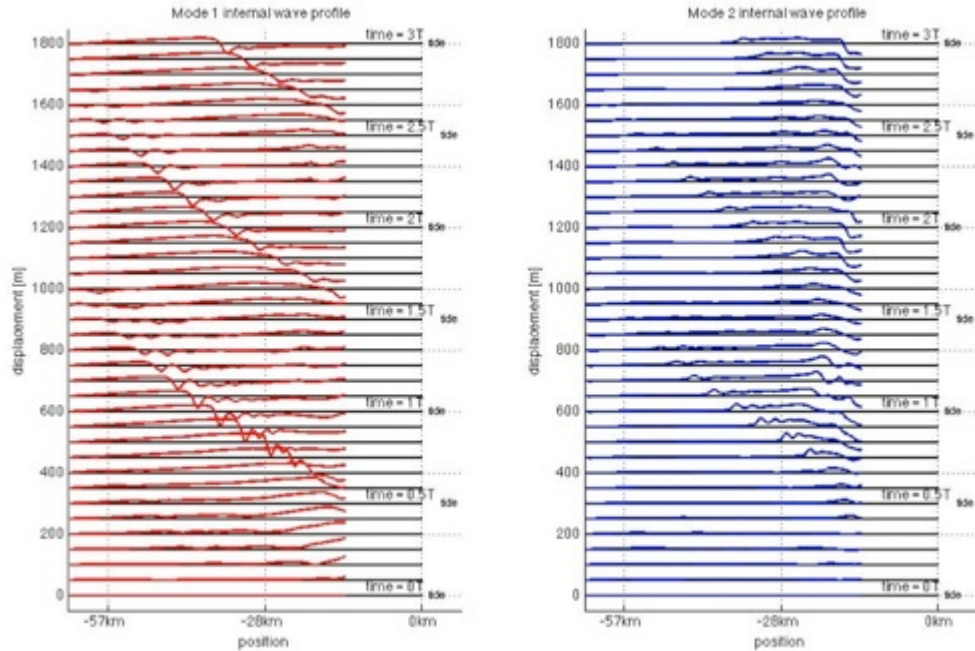 Mode 1 internal wave profile
1800
time = 3T tide
1600
time = 2.5T tide
1400
1200
time = 2T tide
1000
time = 1.5T tide
800
600
time = 1T tide
400
time = 0.5T tide
200
0
time = 0T tide
displacement [m]
-57km
-28km
0km
position
Mode 2 internal wave profile
1800
time = 3T tide
1600
time = 2.5T tide
1400
1200
time = 2T tide
1000
time = 1.5T tide
800
600
time = 1T tide
400
time = 0.5T tide
200
0
time = 0T tide
displacement [m]
-57km
-28km
0km
position